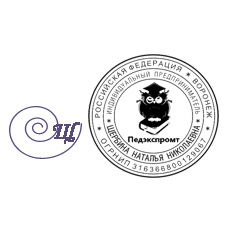 Щ
РОССИЙСКАЯ ФЕДЕРАЦИЯ * ВОРОНЕЖ *
ИНДИВИДУАЛЬНЫЙ ПРЕДПРИНИМАТЕЛЬ
Педэкспромт
ЩЕРБИНА НАТАЛЬЯ НИКОЛАЕВНА
ОГРНИП 316366800129067